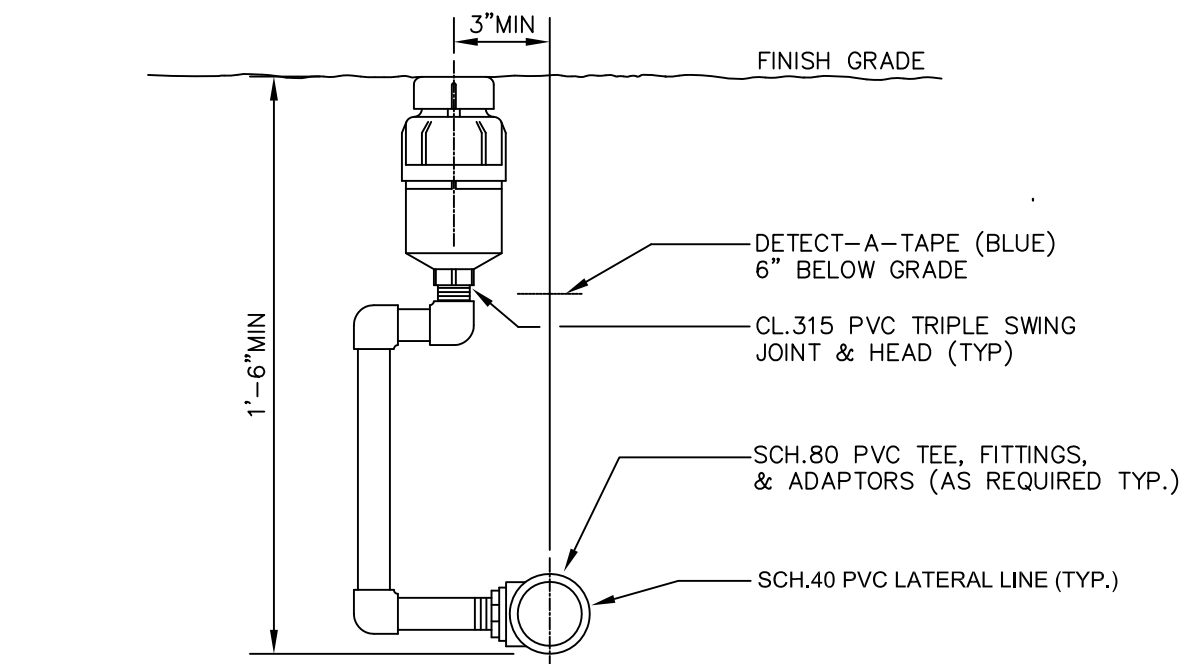 3"MIN
FINISH GRADE
DETECT-A-TAPE (BLUE)
6" BELOW GRADE
CL.315 PVC TRIPLE SWING
JOINT & HEAD (TYP)
1'-6"MIN
SCH.80 PVC TEE, FITTINGS,
& ADAPTORS (AS REQUIRED TYP.)
SCH.40 PVC LATERAL LINE (TYP.)